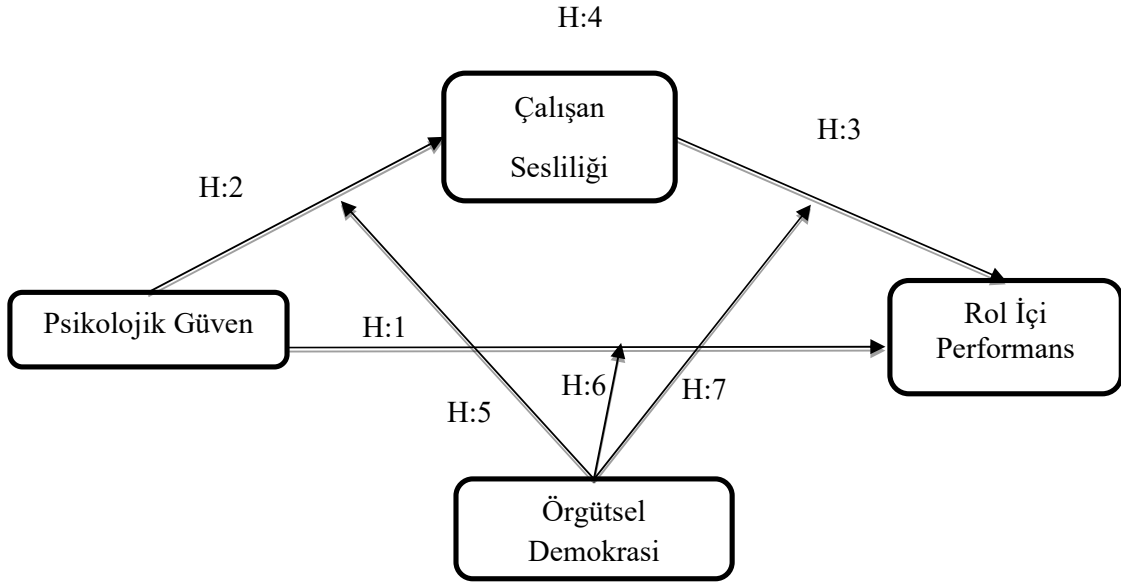 H:4
Çalışan
Sesliliği
H:3
H:2
Psikolojik Güven
H:1
Rol İçi
Performans
H:6
H:7
H:5
Örgütsel
Demokrasi